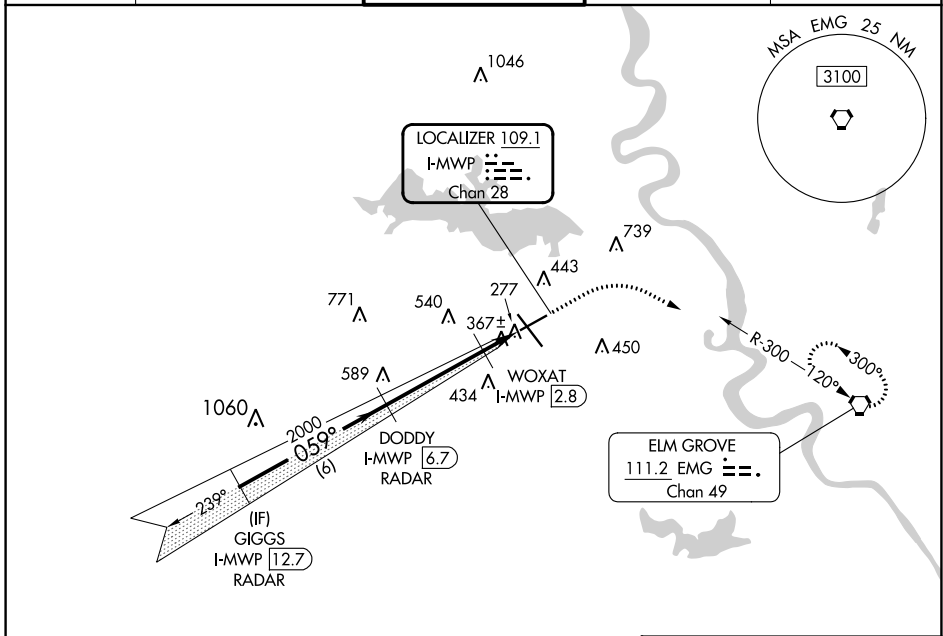 MSA EMG 25 NM
3100
1046
LOCALIZER 109.1
I-MWP
Chan 28
739
443
277
771
540
367±
450
R-300
120°
300°
589
434
WOXAT
I-MWP 2.8
1060
2000
059°
(6)
DODDY
I-MWP 6.7
RADAR
ELM GROVE
111.2 EMG
Chan 49
239°
(IF)
GIGGS
I-MWP 12.7
RADAR